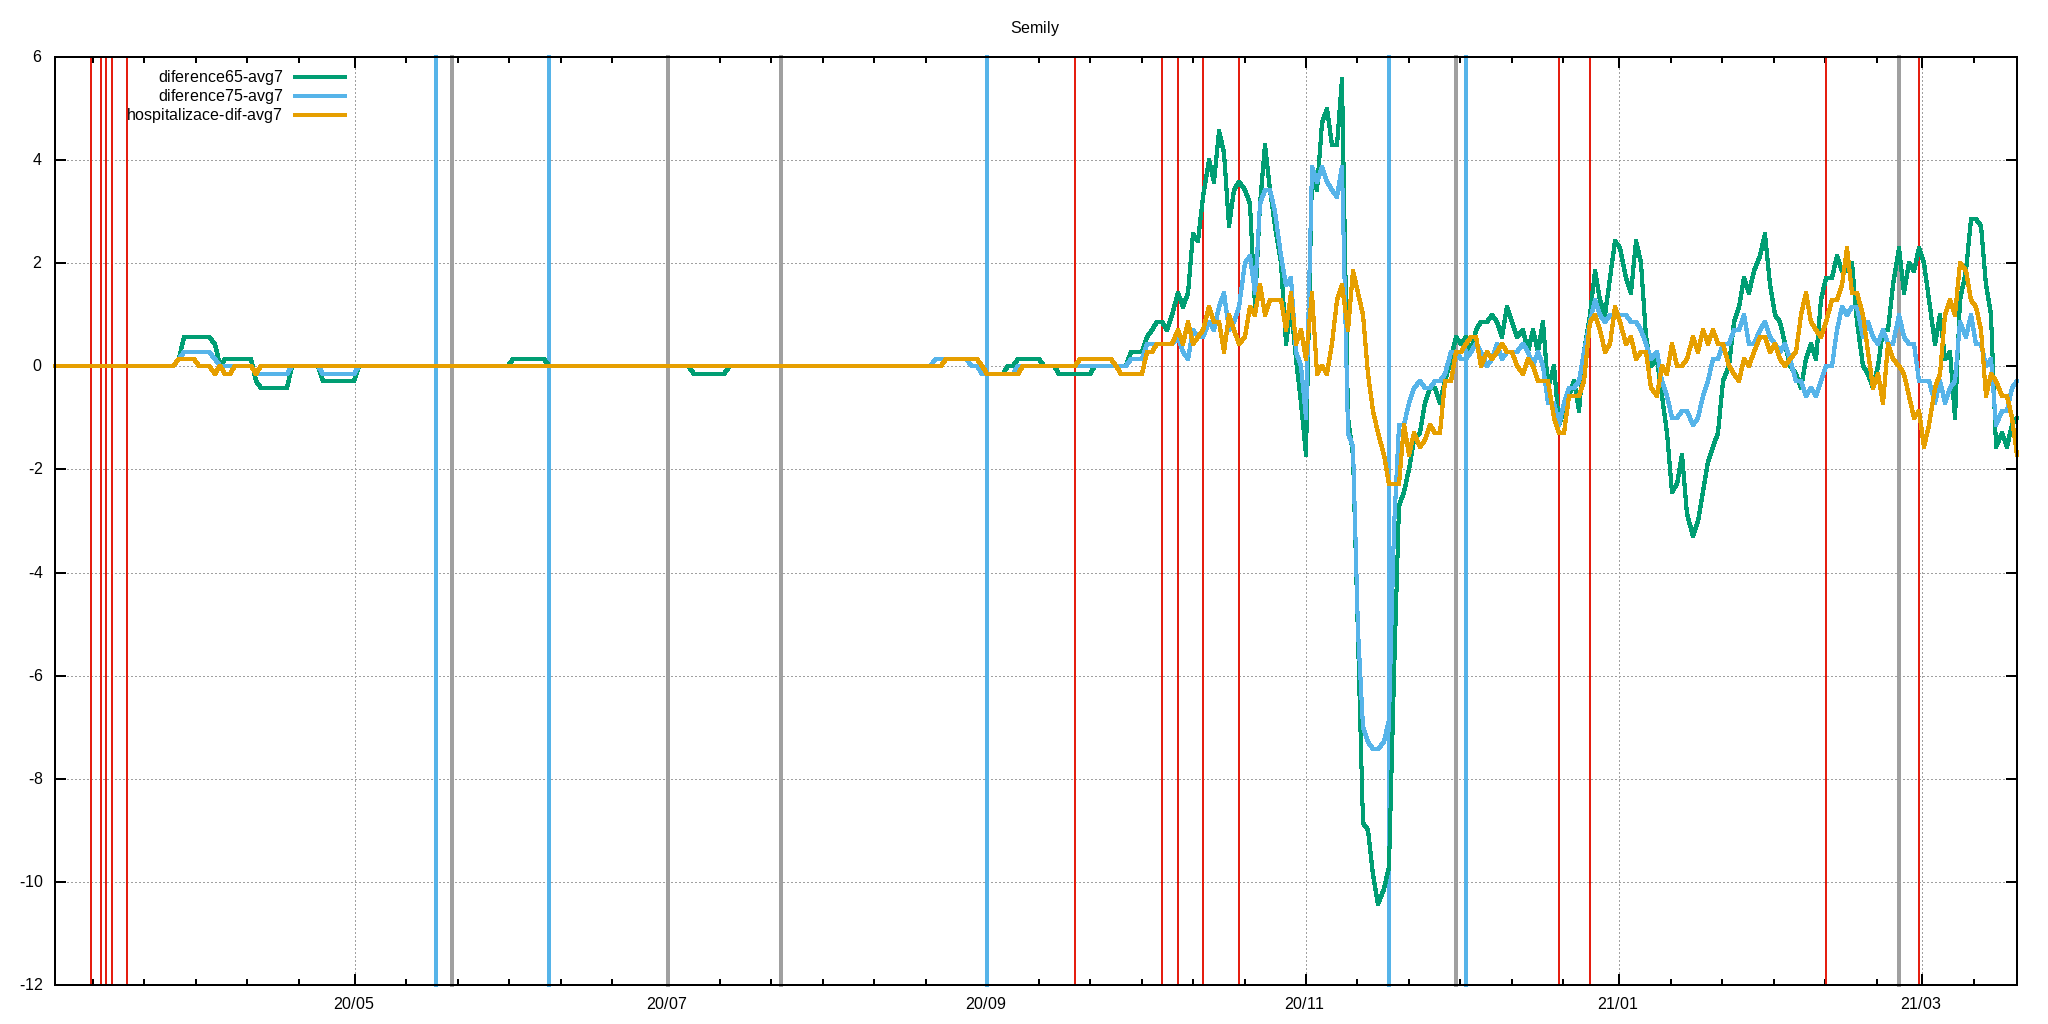 Semily
diference65-avg7
diference75-avg7
hospitalizace-dif-avg7
6
4
2
0
-2
-4
-6
-8
-10
-12
20/05 20/07 20/09 20/11 21/01 21/03